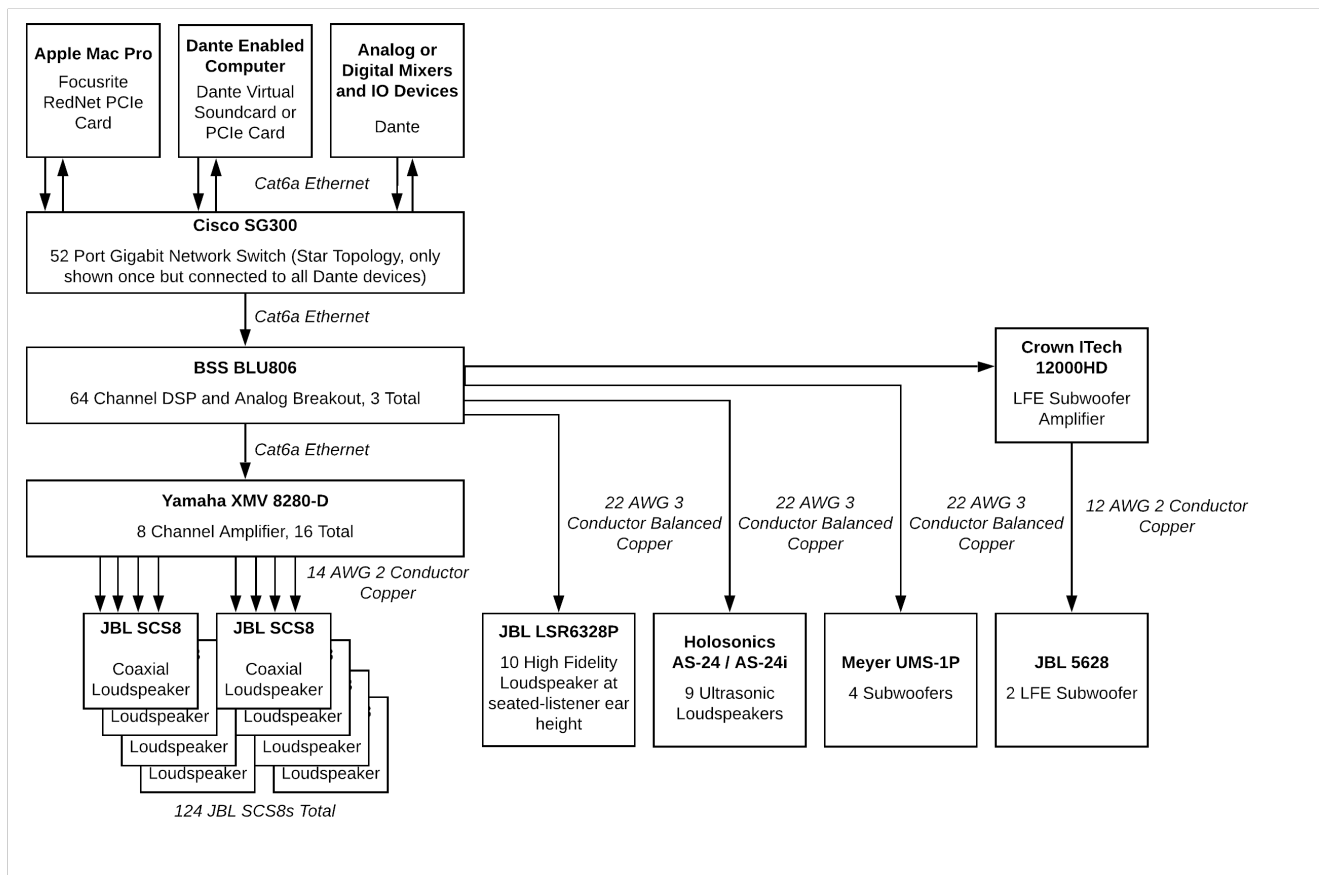 Apple Mac Pro
Focusrite
RedNet PCIe
Card
Dante Enabled
Computer
Dante Virtual
Soundcard or
PCIe Card
Analog or
Digital Mixers
and IO Devices
Dante
Cat6a Ethernet
Cisco SG300
52 Port Gigabit Network Switch (Star Topology, only
shown once but connected to all Dante devices)
Cat6a Ethernet
BSS BLU806
64 Channel DSP and Analog Breakout, 3 Total
Crown ITech
12000HD
LFE Subwoofer
Amplifier
Cat6a Ethernet
Yamaha XMV 8280-D
8 Channel Amplifier, 16 Total
22 AWG 3
Conductor Balanced
Copper
22 AWG 3
Conductor Balanced
Copper
22 AWG 3
Conductor Balanced
Copper
12 AWG 2 Conductor
Copper
14 AWG 2 Conductor
Copper
JBL SCS8
Coaxial
Loudspeaker
Loudspeaker
Loudspeaker
Loudspeaker
JBL SCS8
Coaxial
Loudspeaker
Loudspeaker
Loudspeaker
Loudspeaker
124 JBL SCS8s Total
JBL LSR6328P
10 High Fidelity
Loudspeaker at
seated-listener ear
height
Holosonics
AS-24 / AS-24i
9 Ultrasonic
Loudspeakers
Meyer UMS-1P
4 Subwoofers
JBL 5628
2 LFE Subwoofer